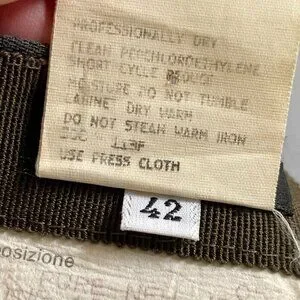 PROFESSIONALLY DRY
CLEAN PERCHLOROETHYLENE
SHORT CYCLE REDUCE
MOISTURE DO NOT TUMBLE
CABINET DRY WARM
DO NOT STEAM WARM IRON
USE PRESS CLOTH
42
posizione